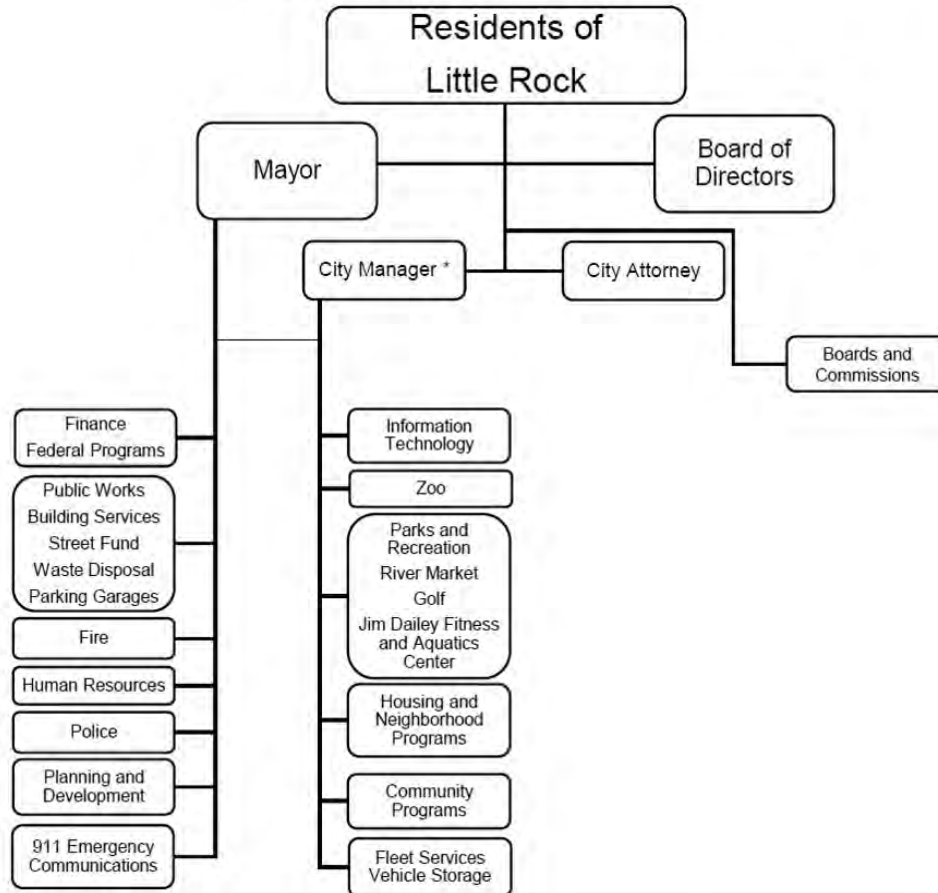 Residents of
Little Rock
Mayor
Board of
Directors
City Manager *
City Attorney
Boards and
Commissions
Finance
Federal Programs
Public Works
Building Services
Street Fund
Waste Disposal
Parking Garages
Fire
Human Resources
Police
Planning and
Development
911 Emergency
Communications
Information
Technology
Zoo
Parks and
Recreation
River Market
Golf
Jim Dailey Fitness
and Aquatics
Center
Housing and
Neighborhood
Programs
Community
Programs
Fleet Services
Vehicle Storage